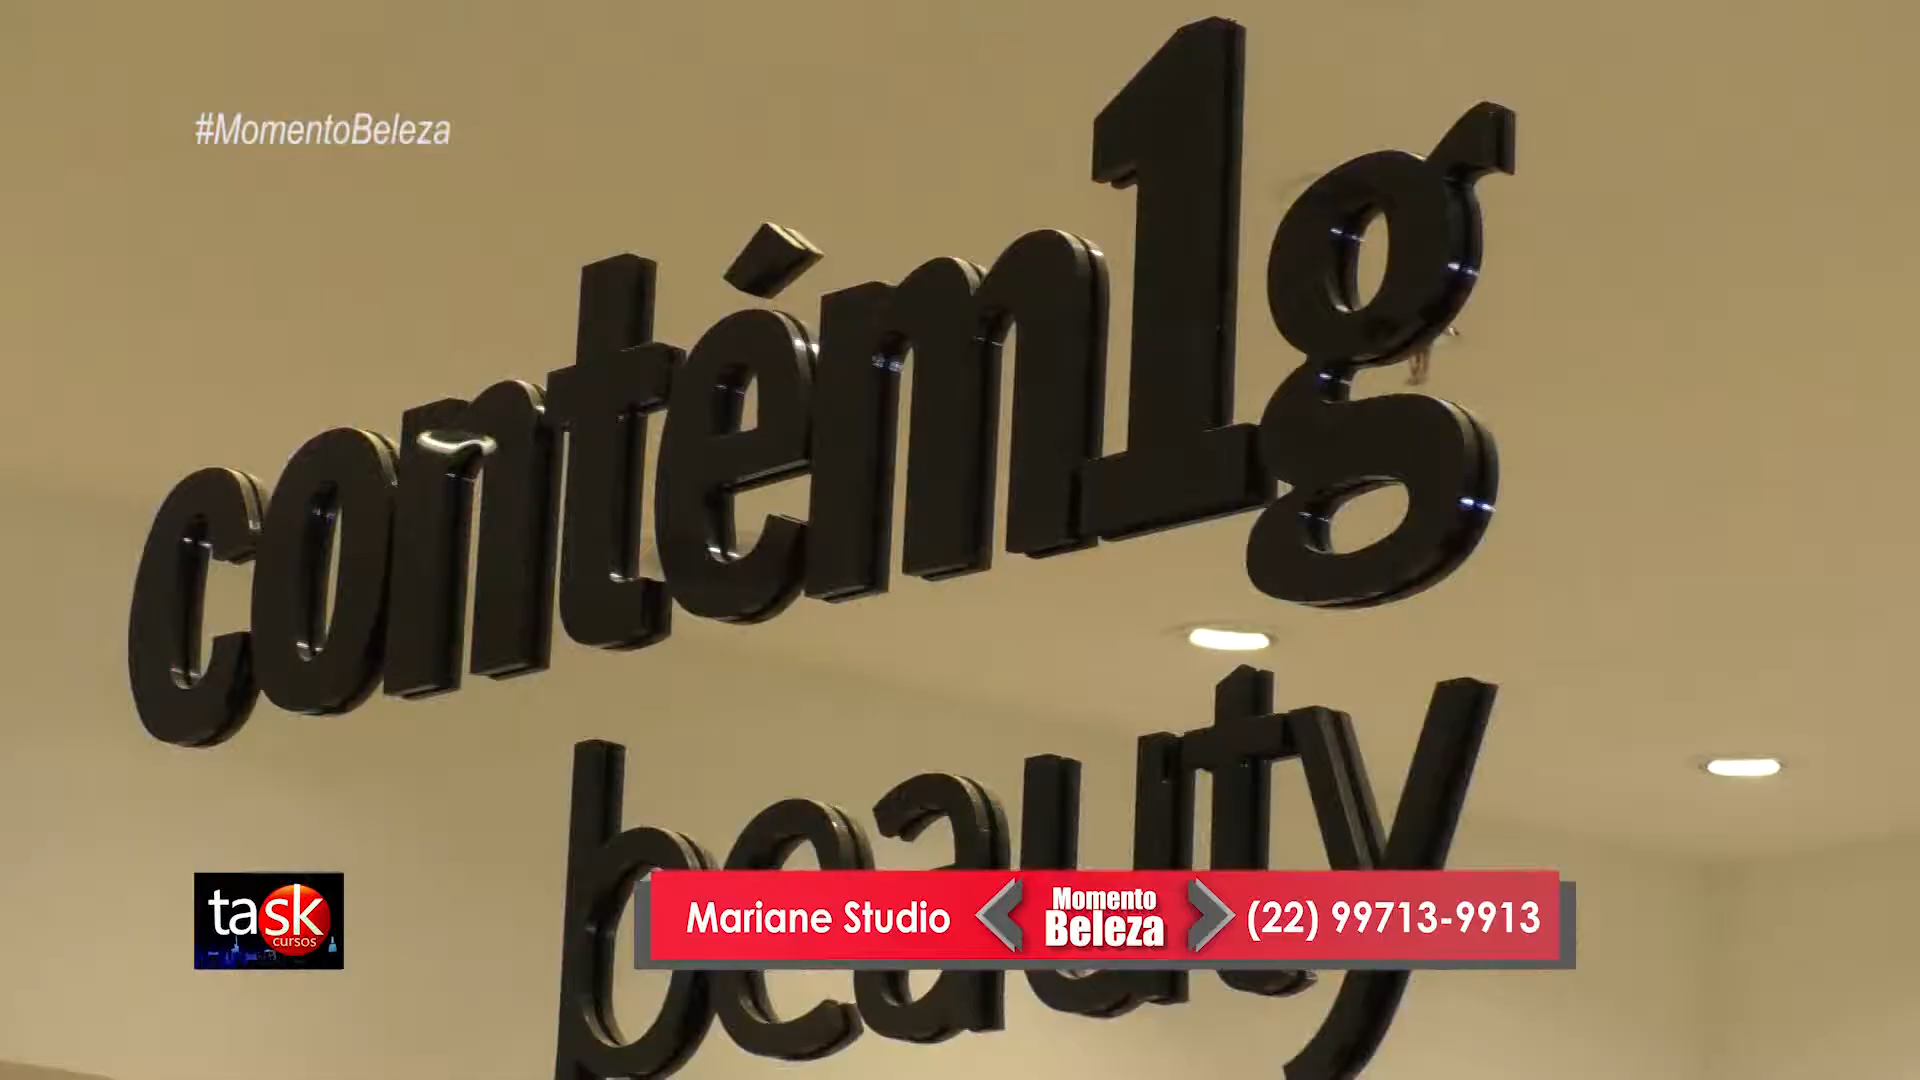 #MomentoBeleza
contém1g
beauty
task
cursos
Mariane Studio
Momento
Beleza
(22) 99713-9913